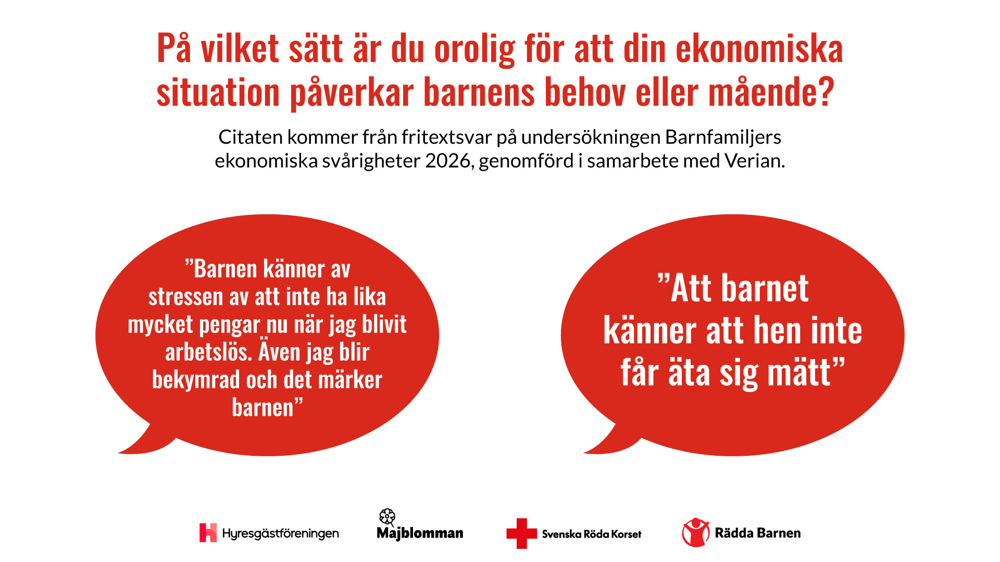 På vilket sätt är du orolig för att din ekonomiska
situation påverkar barnens behov eller mående?
Citaten kommer från fritextsvar på undersökningen Barnfamiljers
ekonomiska svårigheter 2026, genomförd i samarbete med Verian.
”Barnen känner av
stressen av att inte ha lika
mycket pengar nu när jag blivit
arbetslös. Även jag blir
bekymrad och det märker
barnen”
”Att barnet
känner att hen inte
får äta sig mätt”
Hyresgästföreningen
Majblomman
Svenska Röda Korset
Rädda Barnen